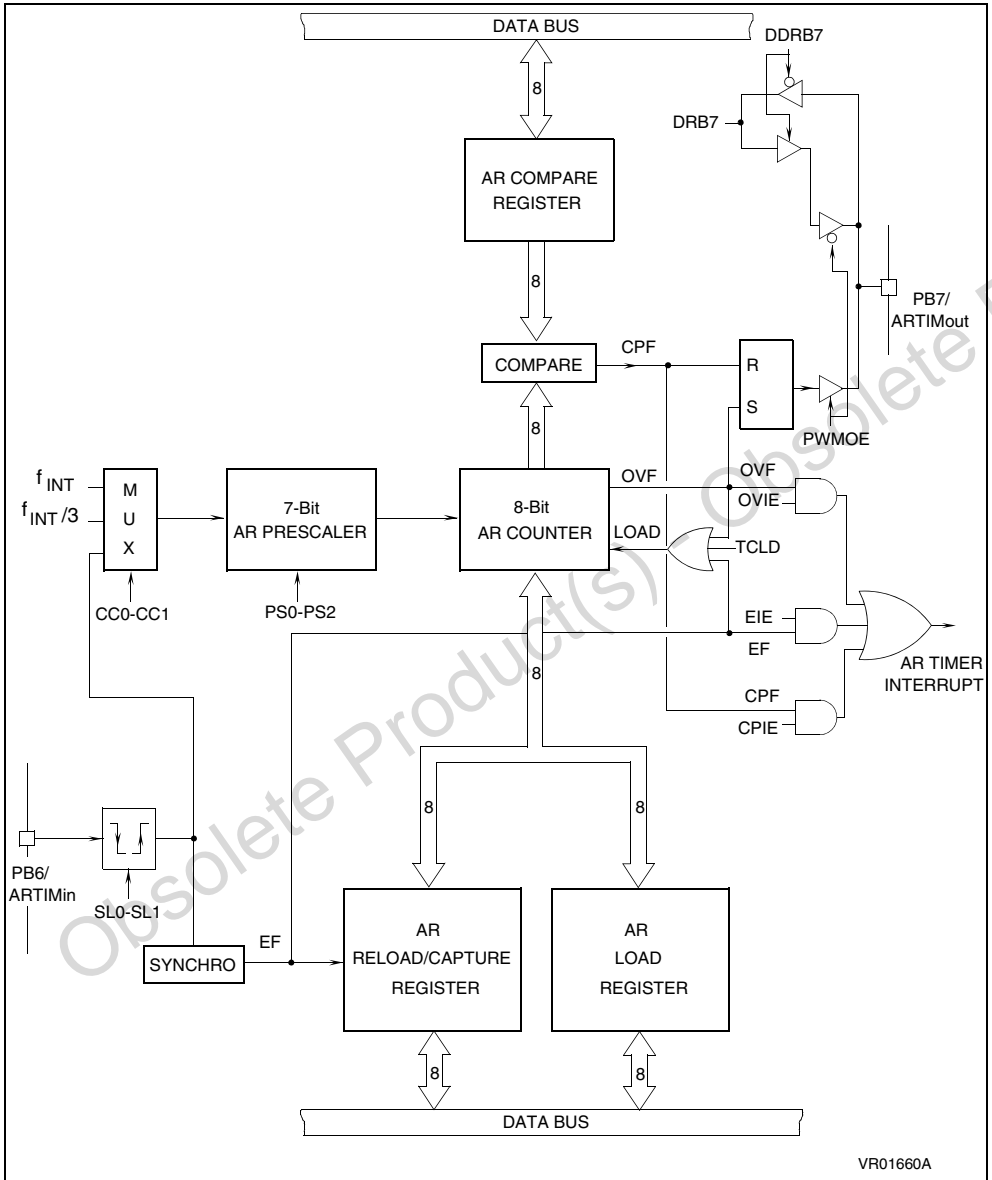 DATA BUS
DDRB7
8
DRB7
AR COMPARE
REGISTER
8
PB7/
ARTIMout
COMPARE
CPF
R
S
PWMOE
8
f INT
f INT /3
M
U
X
7-Bit
AR PRESCALER
8-Bit
AR COUNTER
OVF
OVF
OVIE
LOAD
TCLD
CC0-CC1
PS0-PS2
EIE
EF
AR TIMER
INTERRUPT
8
CPF
CPIE
8
8
PB6/
ARTIMin
SL0-SL1
SYNCHRO
EF
AR
RELOAD/CAPTURE
REGISTER
AR
LOAD
REGISTER
8
8
DATA BUS
VR01660A
Obsolete Product(s) - Obsolete